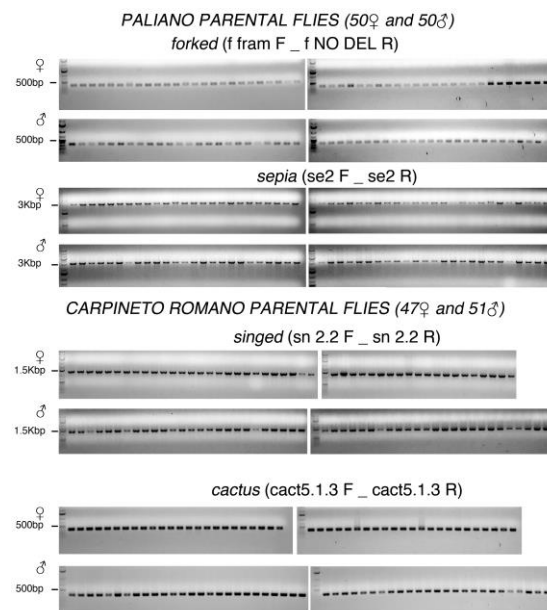 PALIANO PARENTAL FLIES (50♀ and 50♂)
forked (f fram F _ f NO DEL R)
♀
500bp
♂
500bp
sepia (se2 F _ se2 R)
♀
3Kbp
♂
3Kbp
CARPINETO ROMANO PARENTAL FLIES (47♀ and 51♂)
singed (sn 2.2 F _ sn 2.2 R)
♀
1.5Kbp
♂
1.5Kbp
cactus (cact5.1.3 F _ cact5.1.3 R)
♀
500bp
♂
500bp